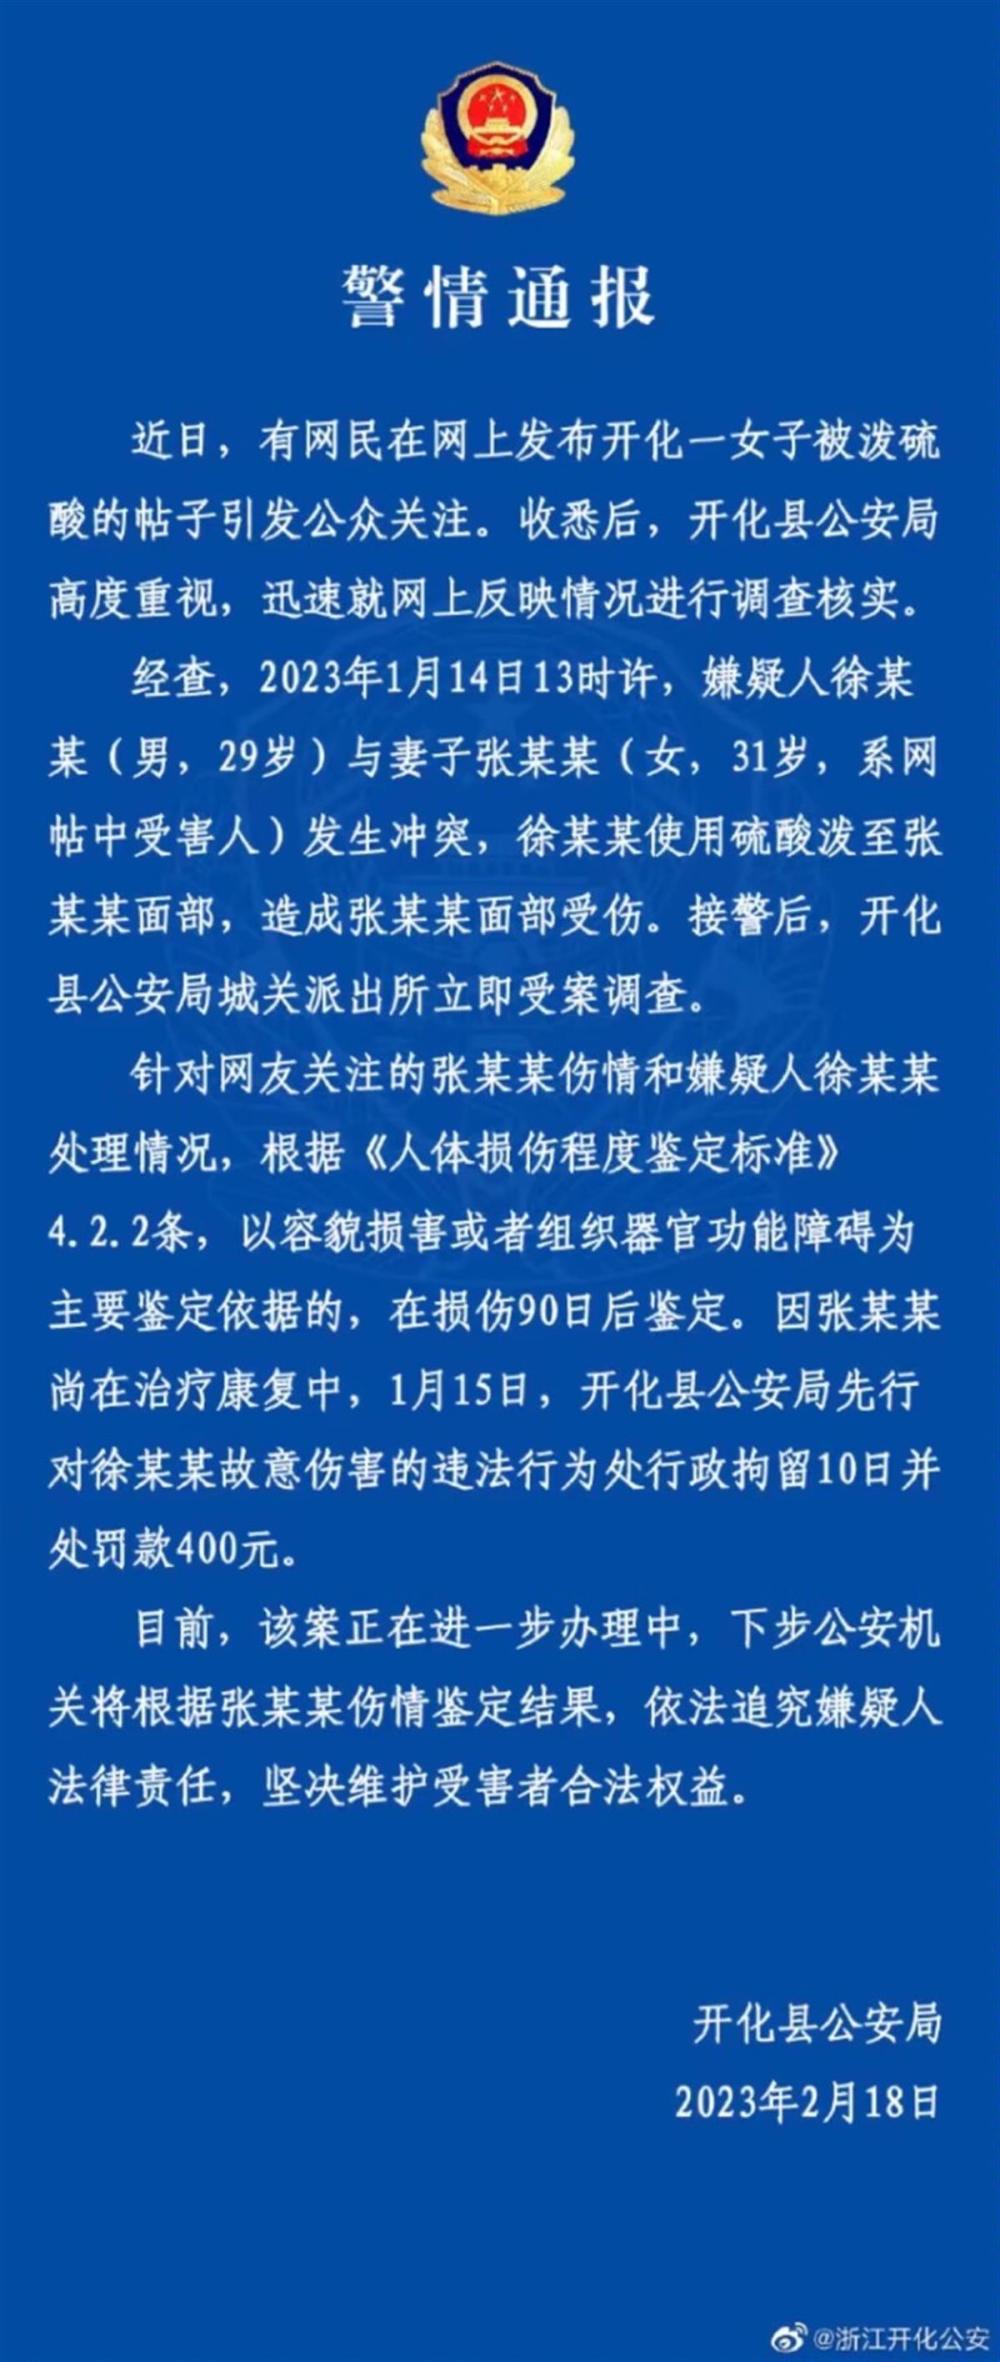 警情通报
近日，有网民在网上发布开化一女子被泼硫
酸的帖子引发公众关注。收悉后，开化县公安局
高度重视，迅速就网上反映情况进行调查核实。
经查，2023年1月14日13时许，嫌疑人徐某
某（男，29岁）与妻子张某某（女，31岁，系网
帖中受害人）发生冲突，徐某某使用硫酸泼至张
某某面部，造成张某某面部受伤。接警后，开化
县公安局城关派出所立即受案调查。
针对网友关注的张某某伤情和嫌疑人徐某某
处理情况，根据《人体损伤程度鉴定标准》
4.2.2条，以容貌损害或者组织器官功能障碍为
主要鉴定依据的，在损伤90日后鉴定。因张某某
尚在治疗康复中，1月15日，开化县公安局先行
对徐某某故意伤害的违法行为处行政拘留10日并
处罚款400元。
目前，该案正在进一步办理中，下步公安机
关将根据张某某伤情鉴定结果，依法追究嫌疑人
法律责任，坚决维护受害者合法权益。
开化县公安局
2023年2月18日
@浙江开化公安